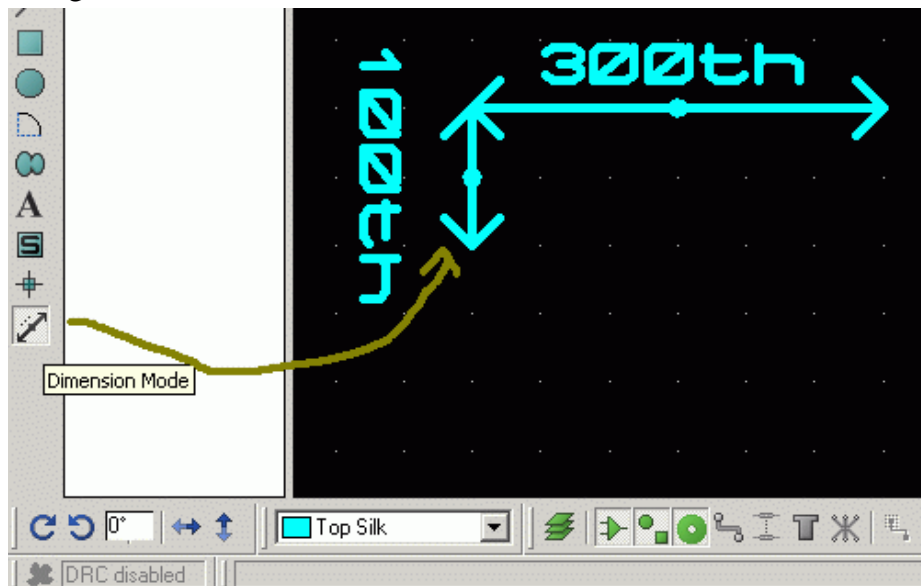 300th
100th
A
S
Dimension Mode
0°
Top Silk
DRC disabled